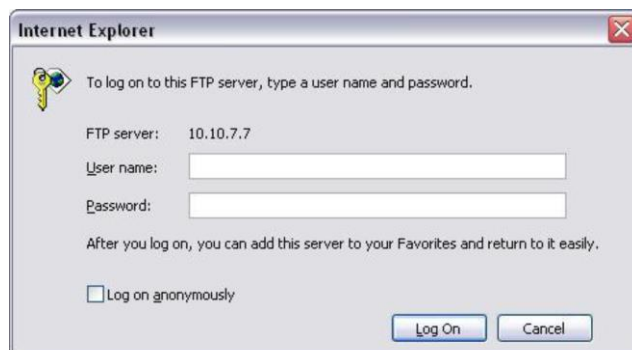 Internet Explorer
To log on to this FTP server, type a user name and password.
FTP server: 10.10.7.7
User name:
Password:
After you log on, you can add this server to your Favorites and return to it easily.
Log on anonymously
Log On Cancel